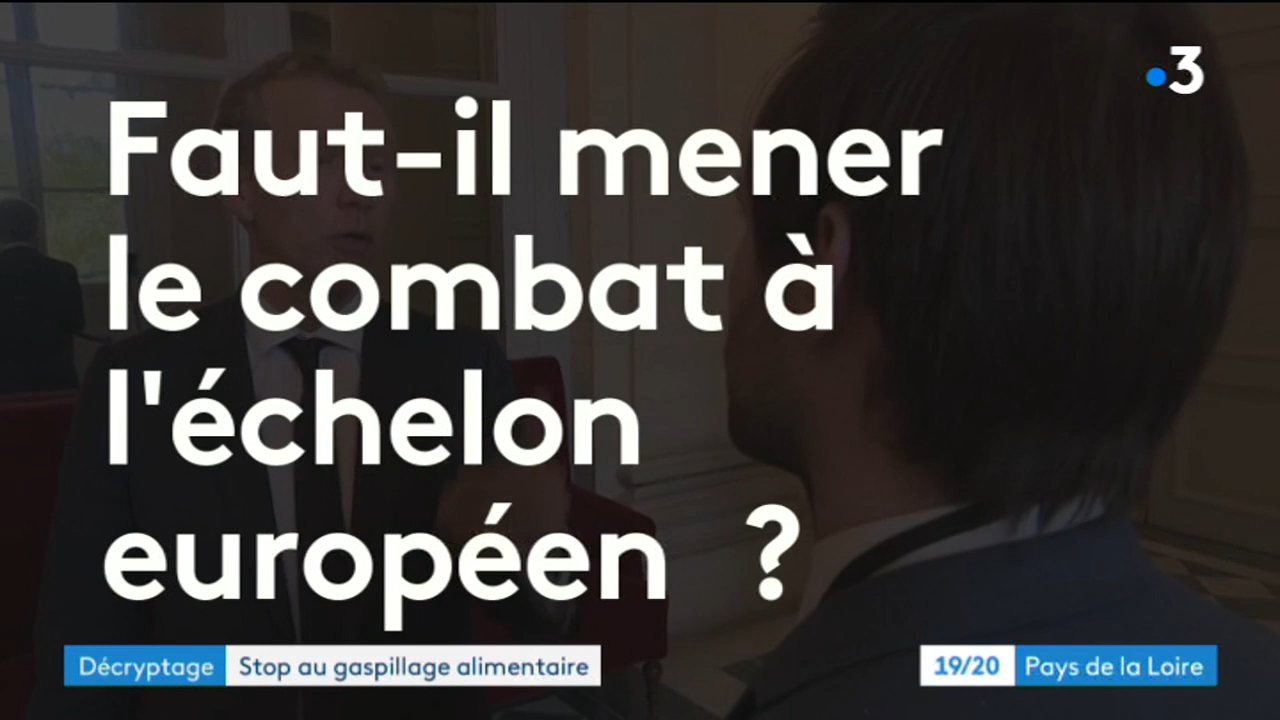 3
Faut-il mener
le combat à
l'échelon
européen ?
Décryptage Stop au gaspillage alimentaire
19/20 Pays de la Loire